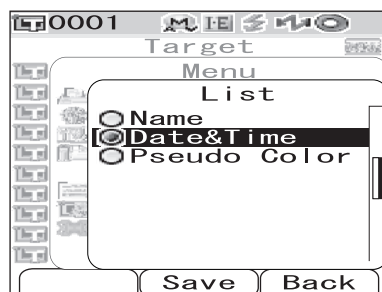 0001 M I·E
Target
Menu
List
Name
Date&Time
Pseudo Color
Save Back